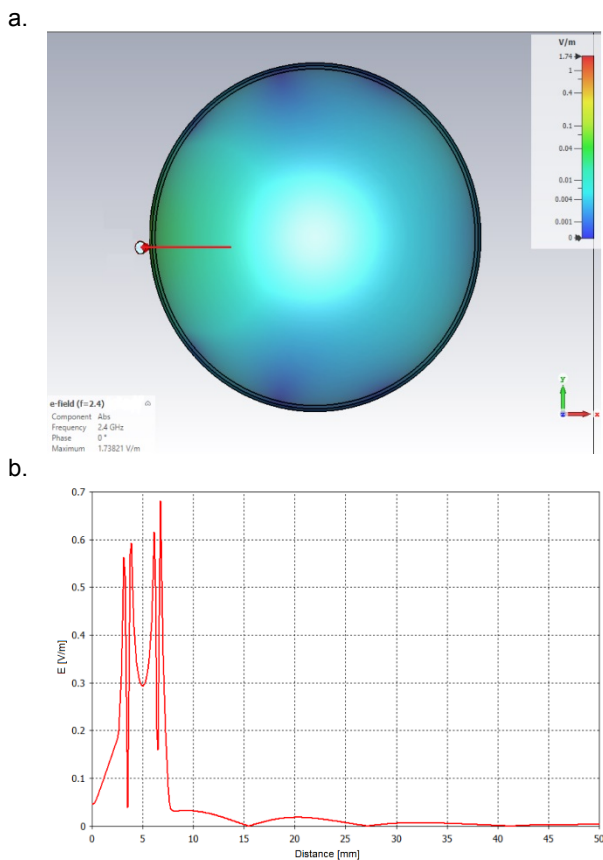 a.
V/m
1.74
1
0.4
0.1
0.04
0.01
0.004
0.001
0
e-field (f=2.4)
Component Abs
Frequency 2.4 GHz
Phase 0 °
Maximum 1.73821 V/m
y
x
b.
0.7
0.6
0.5
0.4
0.3
0.2
0.1
0
E [V/m]
0 5 10 15 20 25 30 35 40 45 50
Distance [mm]